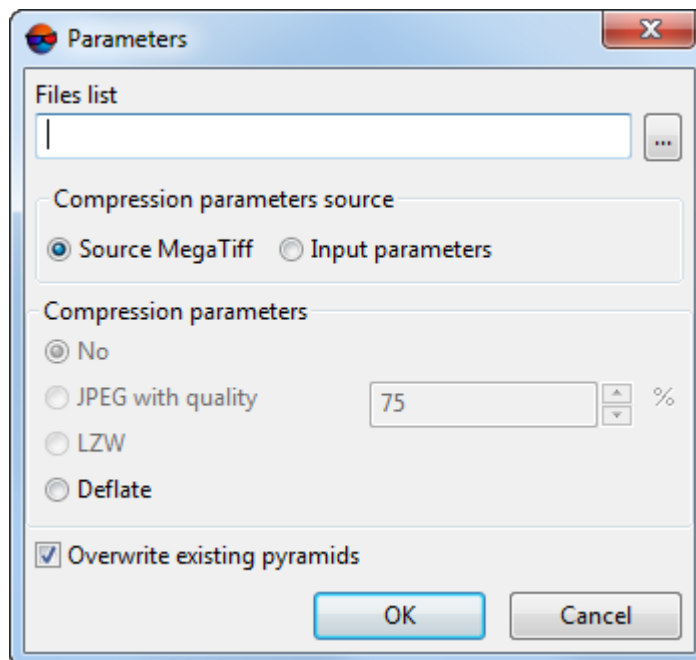 Parameters
Files list
...
Compression parameters source
Source MegaTiff Input parameters
Compression parameters
No
JPEG with quality 75 %
LZW
Deflate
Overwrite existing pyramids
OK Cancel